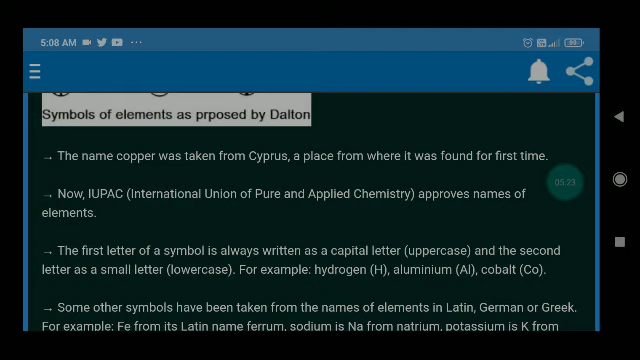 5:08 AM
99
Symbols of elements as prposed by Dalton
→ The name copper was taken from Cyprus, a place from where it was found for first time.
05:23
→ Now, IUPAC (International Union of Pure and Applied Chemistry) approves names of
elements.
→ The first letter of a symbol is always written as a capital letter (uppercase) and the second
letter as a small letter (lowercase). For example: hydrogen (H), aluminium (Al), cobalt (Co).
→ Some other symbols have been taken from the names of elements in Latin, German or Greek.
For example: Fe from its Latin name ferrum, sodium is Na from natrium, potassium is K from